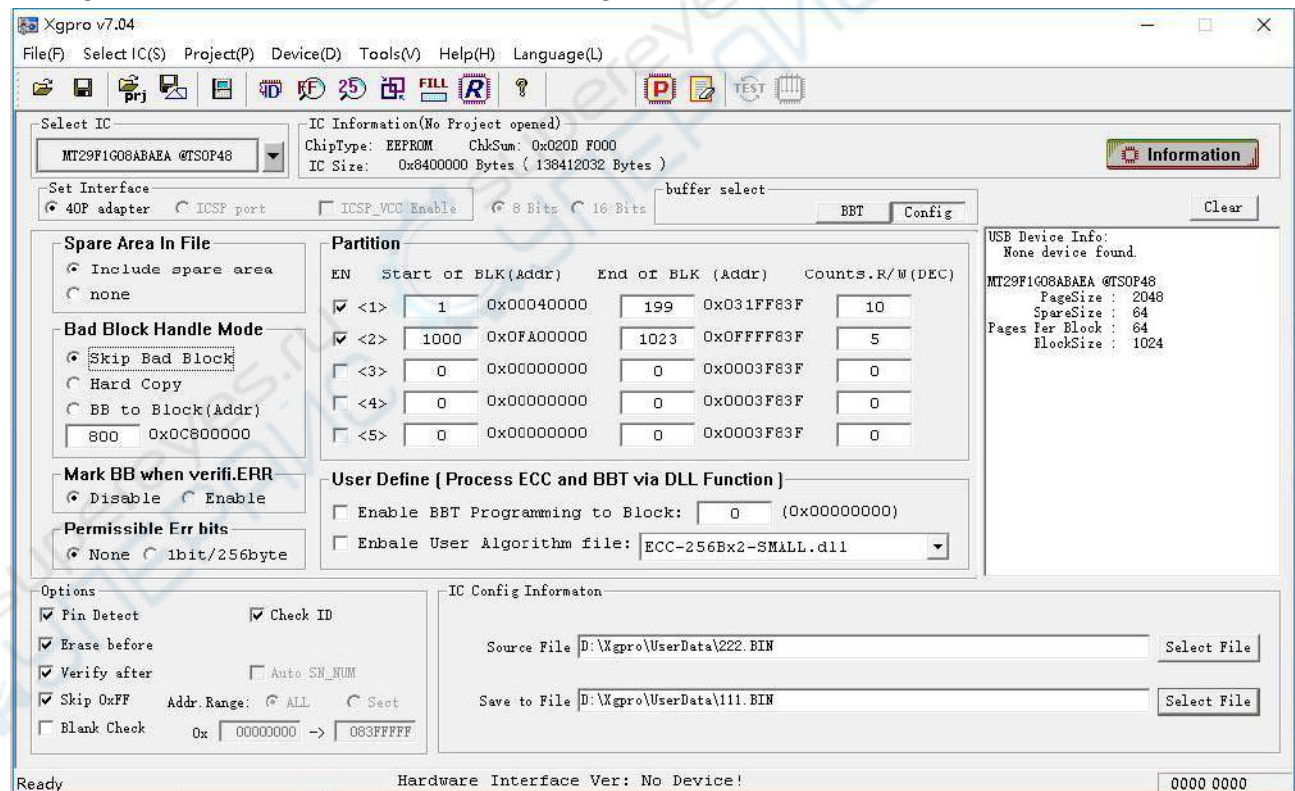 Xgpro v7.04
File(F) Select IC(S) Project(P) Device(D) Tools(V) Help(H) Language(L)
prj FF 25 FILL R ? P TEST
Select IC
MT29F1G08ABAEA @TSOP48
IC Information(No Project opened)
ChipType: EEPROM ChkSum: 0x020D F000
IC Size: 0x8400000 Bytes ( 138412032 Bytes )
Information
Set Interface
40P adapter ICSP port ICSP_VCC Enable 8 Bits 16 Bits
buffer select
BBT Config
Clear
Spare Area In File
Include spare area
none
Bad Block Handle Mode
Skip Bad Block
Hard Copy
BB to Block(Addr)
800 0x0C800000
Mark BB when verifi.ERR
Disable Enable
Permissible Err bits
None 1bit/256byte
Partition
EN Start of BLK(Addr) End of BLK (Addr) Counts.R/W(DEC)
<1> 1 0x00040000 199 0x031FF83F 10
<2> 1000 0x0FA00000 1023 0x0FFFF83F 5
<3> 0 0x00000000 0 0x0003F83F 0
<4> 0 0x00000000 0 0x0003F83F 0
<5> 0 0x00000000 0 0x0003F83F 0
User Define ( Process ECC and BBT via DLL Function )
Enable BBT Programming to Block: 0 (0x00000000)
Enbale User Algorithm file: ECC-256Bx2-SMALL.dll
USB Device Info:
None device found.
MT29F1G08ABAEA @TSOP48
PageSize : 2048
SpareSize : 64
Pages Per Block : 64
BlockSize : 1024
Options
Pin Detect Check ID
Erase before
Verify after Auto SN_NUM
Skip 0xFF Addr.Range: ALL Sect
Blank Check 0x 00000000 -> 083FFFFF
IC Config Informaton
Source File D:\Xgpro\UserData\222.BIN Select File
Save to File D:\Xgpro\UserData\111.BIN Select File
Ready Hardware Interface Ver: No Device! 0000 0000
supereyes.ru
СУПЕРАЙС